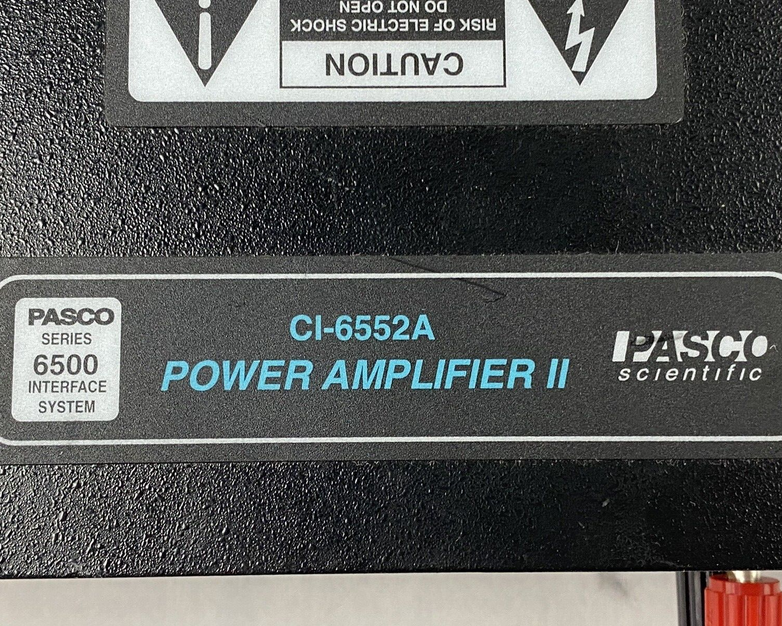 CAUTION
RISK OF ELECTRIC SHOCK
DO NOT OPEN
PASCO
SERIES
6500
INTERFACE
SYSTEM
CI-6552A
POWER AMPLIFIER II
PASCO
scientific